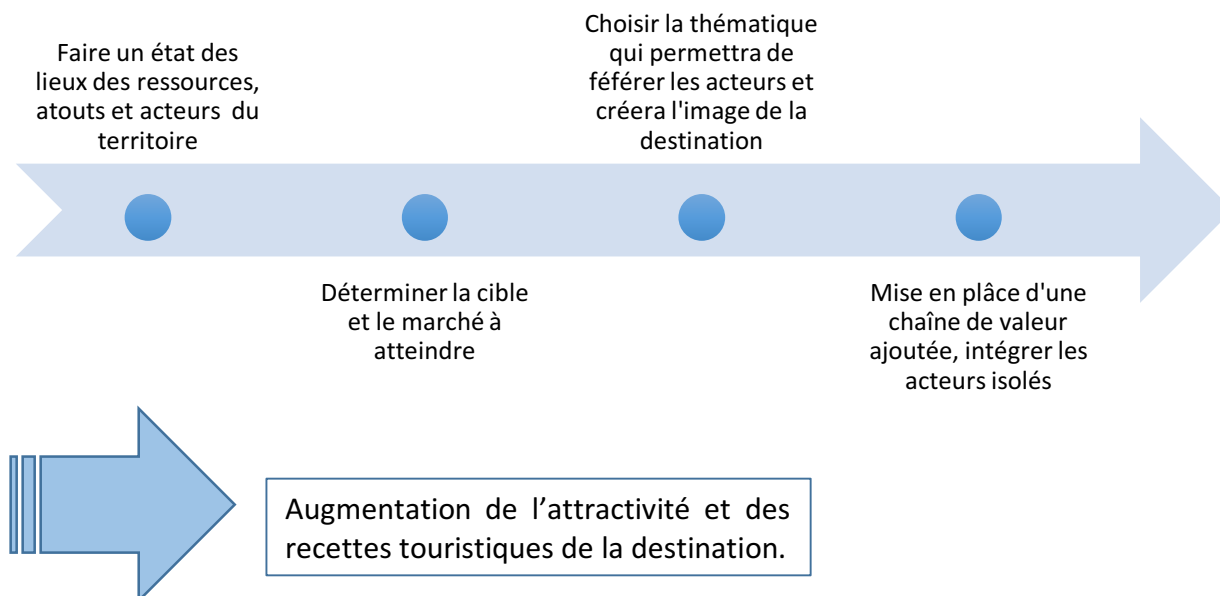 Faire un état des
lieux des ressources,
atouts et acteurs du
territoire
Déterminer la cible
et le marché à
atteindre
Choisir la thématique
qui permettra de
féférer les acteurs et
créera l'image de la
destination
Mise en plâce d'une
chaîne de valeur
ajoutée, intégrer les
acteurs isolés
Augmentation de l’attractivité et des
recettes touristiques de la destination.